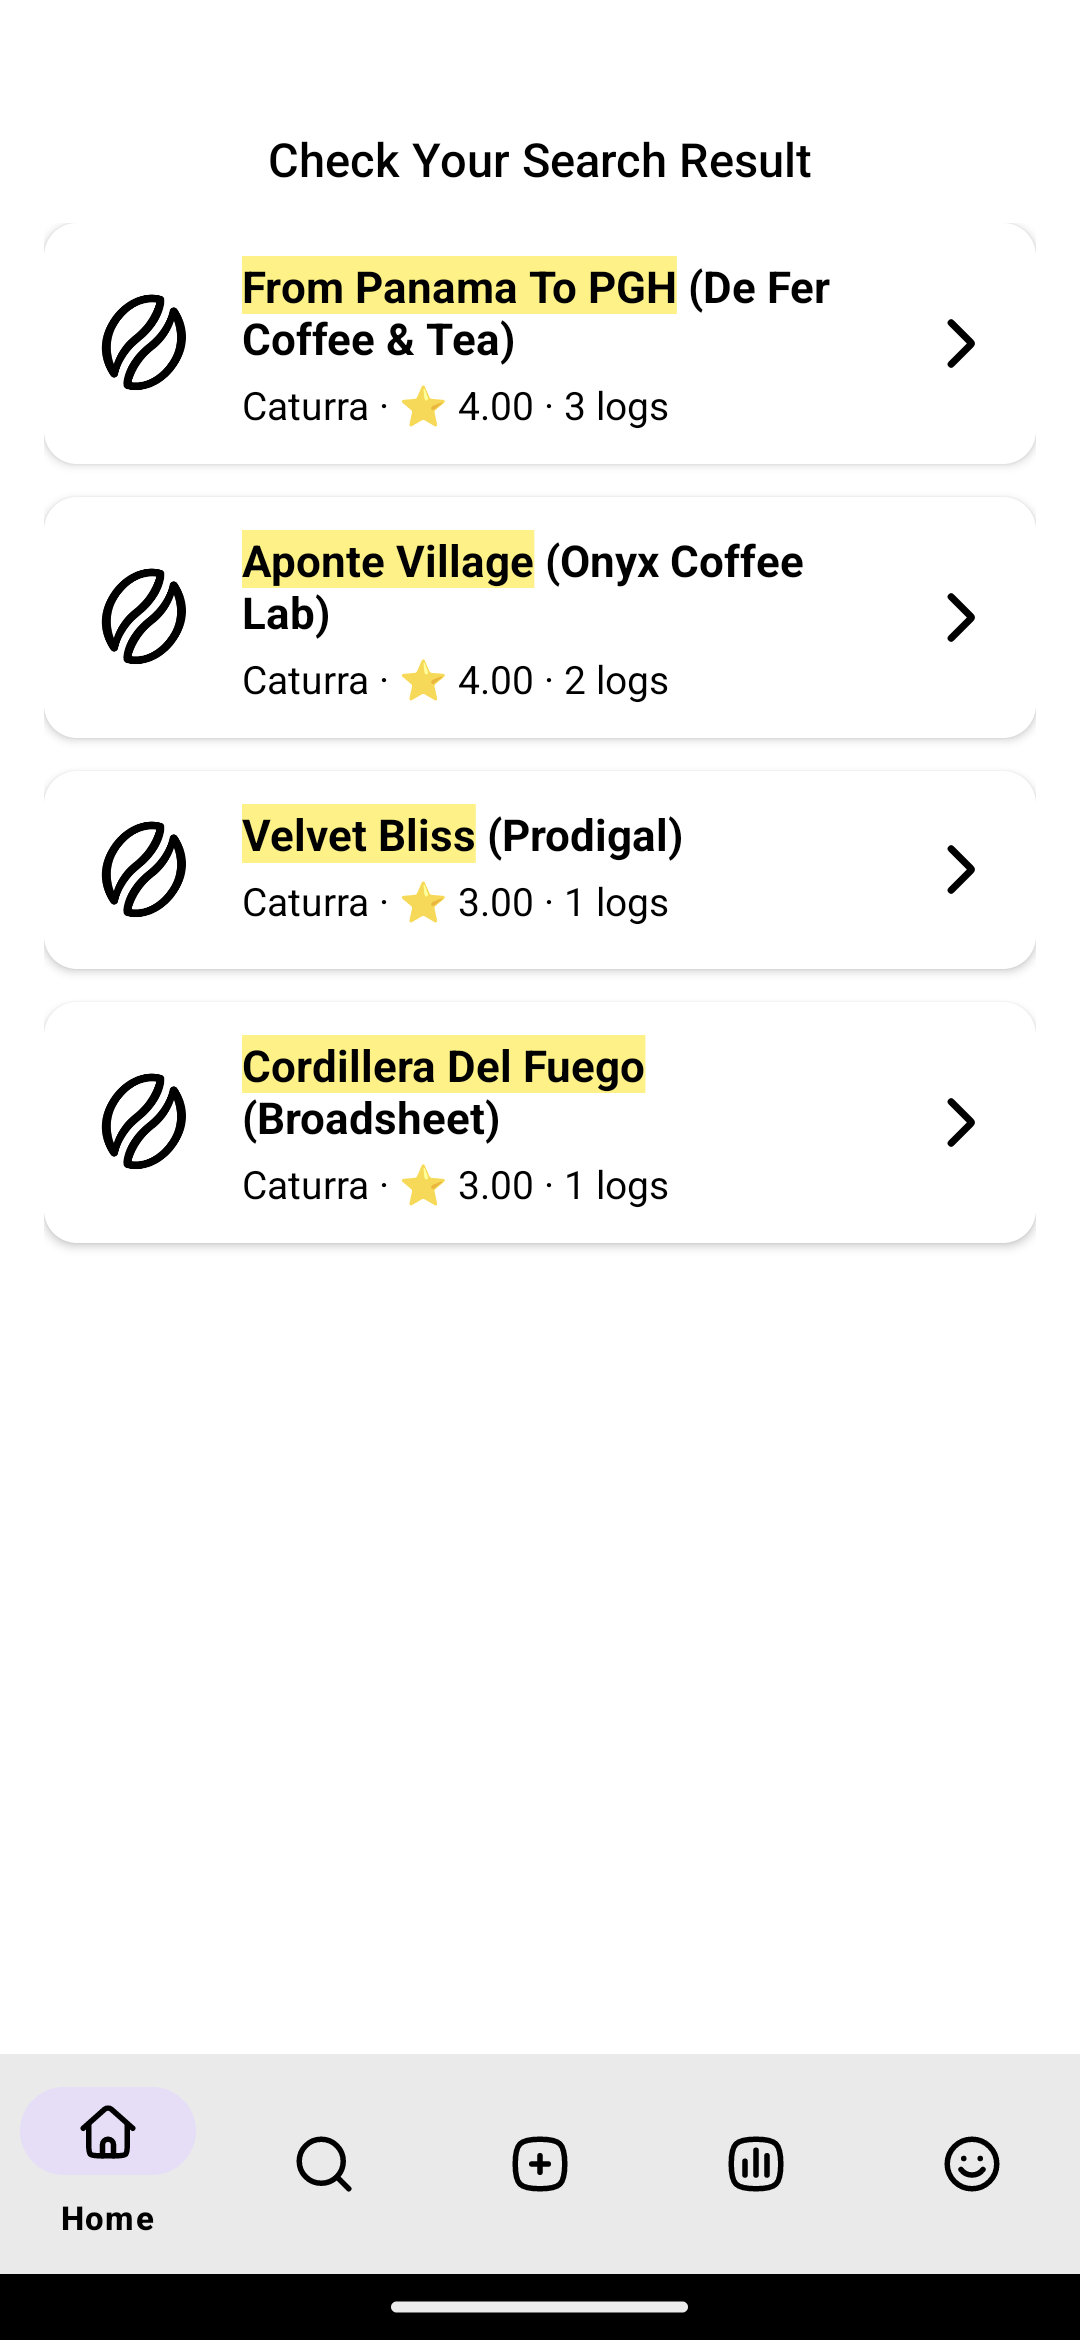 Check Your Search Result
From Panama To PGH (De Fer
Coffee & Tea)
Caturra · ⭐ 4.00 · 3 logs
Aponte Village (Onyx Coffee
Lab)
Caturra · ⭐ 4.00 · 2 logs
Velvet Bliss (Prodigal)
Caturra · ⭐ 3.00 · 1 logs
Cordillera Del Fuego
(Broadsheet)
Caturra · ⭐ 3.00 · 1 logs
Home